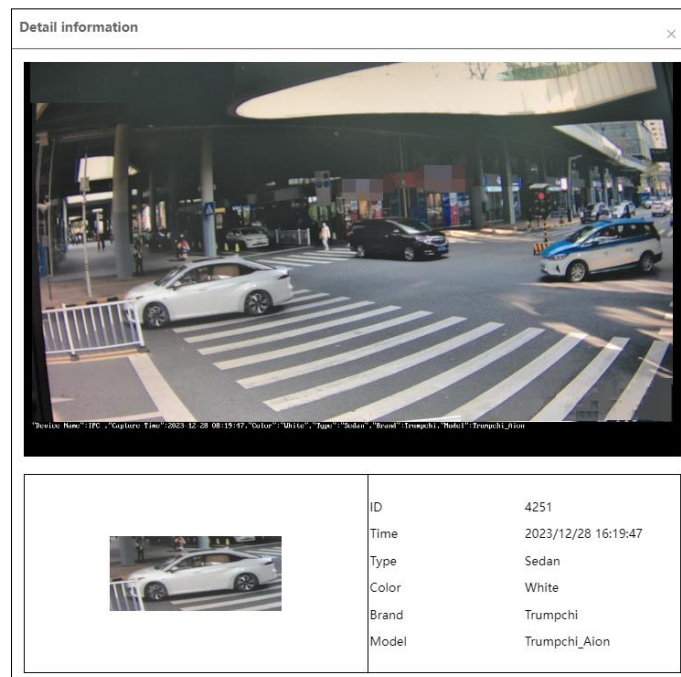 Detail information
"Device Name":IPC ,"Capture Time":2023-12-28 08:19:47,"Color":"White","Type":"Sedan","Brand":Trumpchi,"Model":Trumpchi_Aion
ID 4251
Time 2023/12/28 16:19:47
Type Sedan
Color White
Brand Trumpchi
Model Trumpchi_Aion